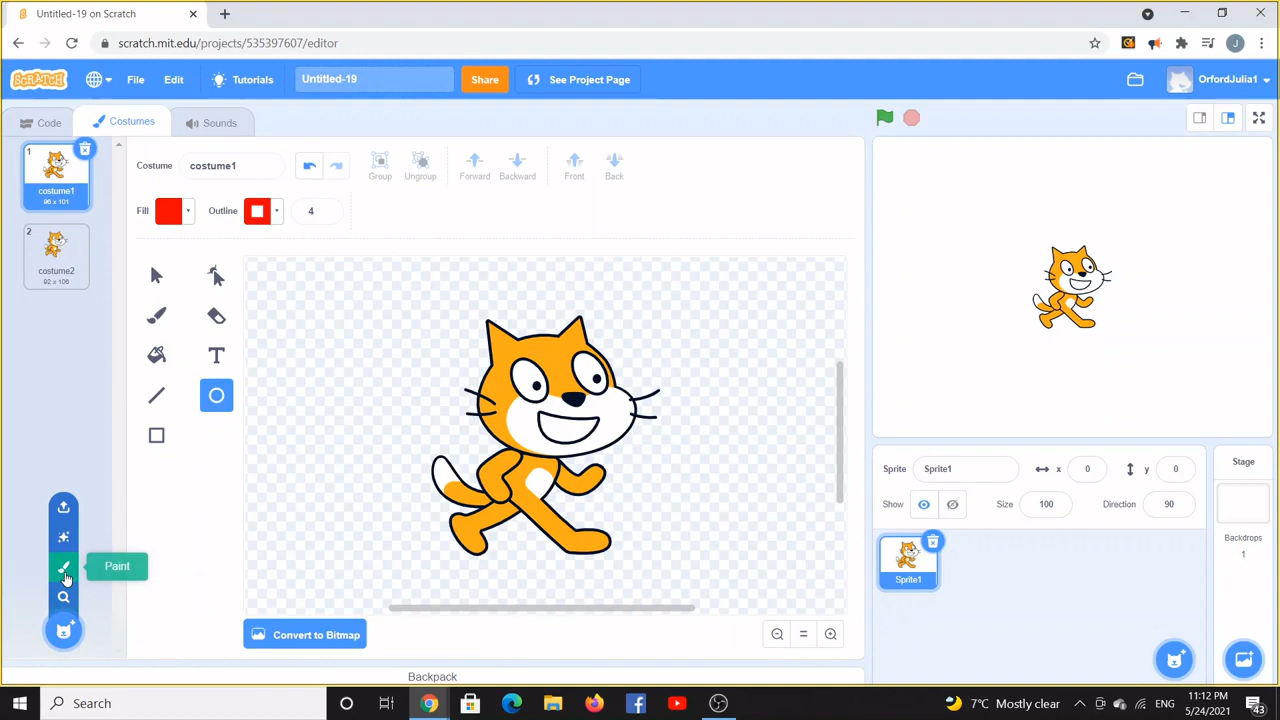 Untitled-19 on Scratch
scratch.mit.edu/projects/535397607/editor
J
SCRATCH
File
Edit
Tutorials
Untitled-19
Share
See Project Page
OrfordJulia1
Code
Costumes
Sounds
1
costume1
96 x 101
2
costume2
92 x 106
Costume
costume1
Group
Ungroup
Forward
Backward
Front
Back
Fill
Outline
4
T
Paint
Convert to Bitmap
Backpack
Sprite
Sprite1
x
0
y
0
Show
Size
100
Direction
90
Sprite1
Stage
Backdrops
1
Search
7°C Mostly clear
ENG
11:12 PM
5/24/2021
43